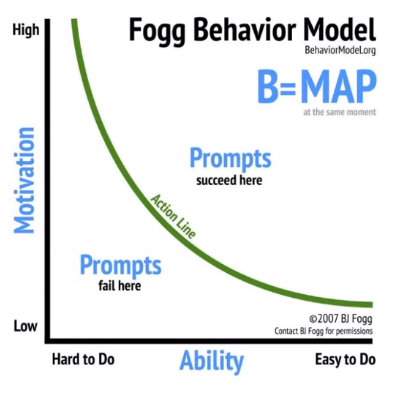 High
Fogg Behavior Model
BehaviorModel.org
B=MAP
at the same moment
Motivation
Prompts
succeed here
Action Line
Prompts
fail here
©2007 BJ Fogg
Contact BJ Fogg for permissions
Low
Hard to Do
Ability
Easy to Do